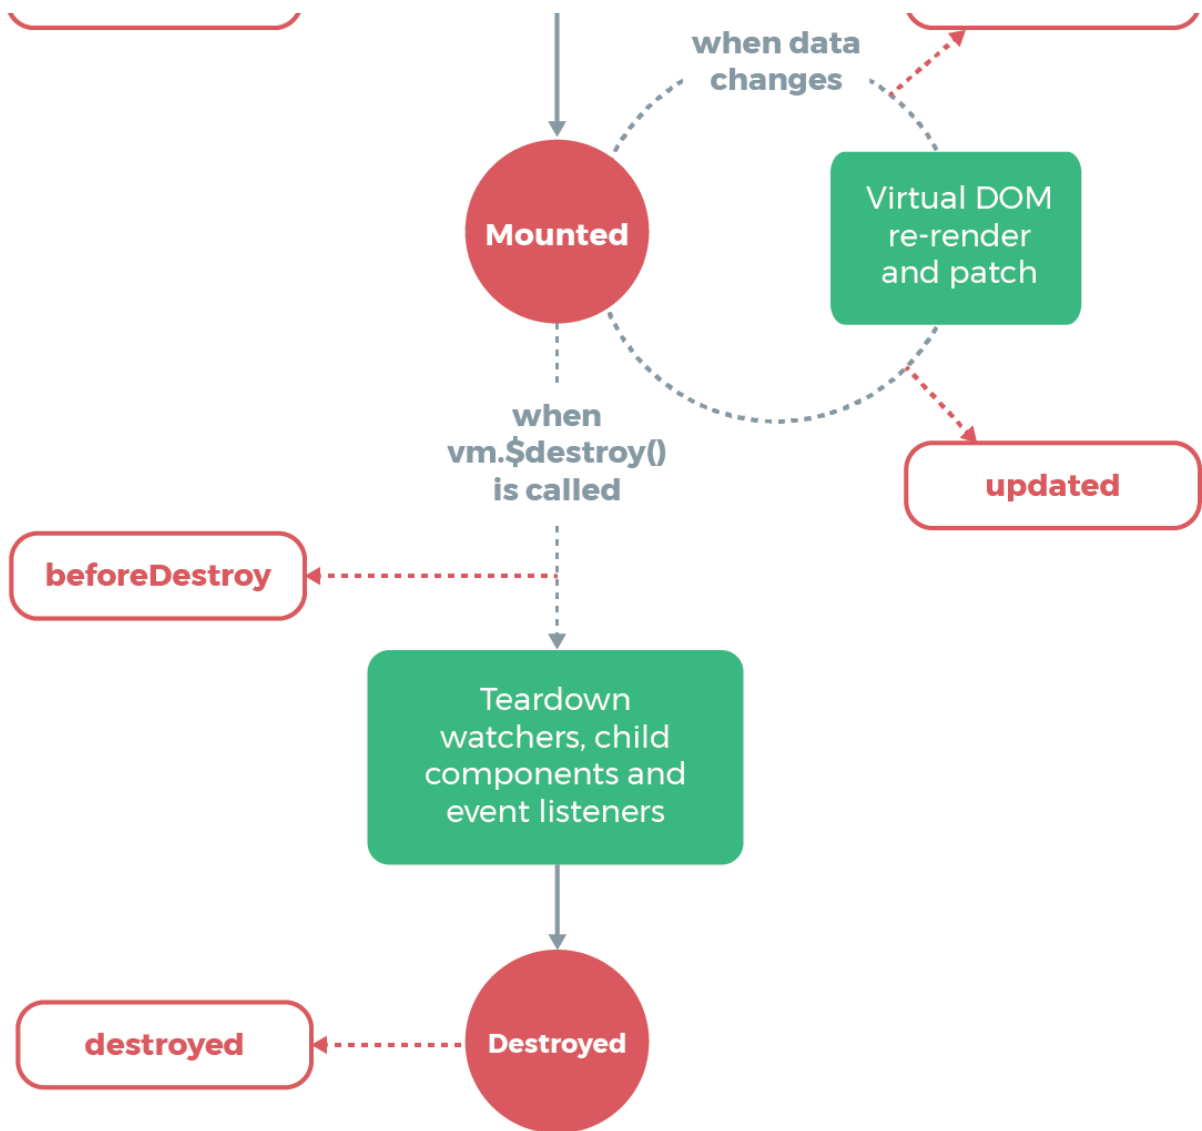 when data
changes
Mounted
Virtual DOM
re-render
and patch
when
vm.$destroy()
is called
updated
beforeDestroy
Teardown
watchers, child
components and
event listeners
destroyed
Destroyed